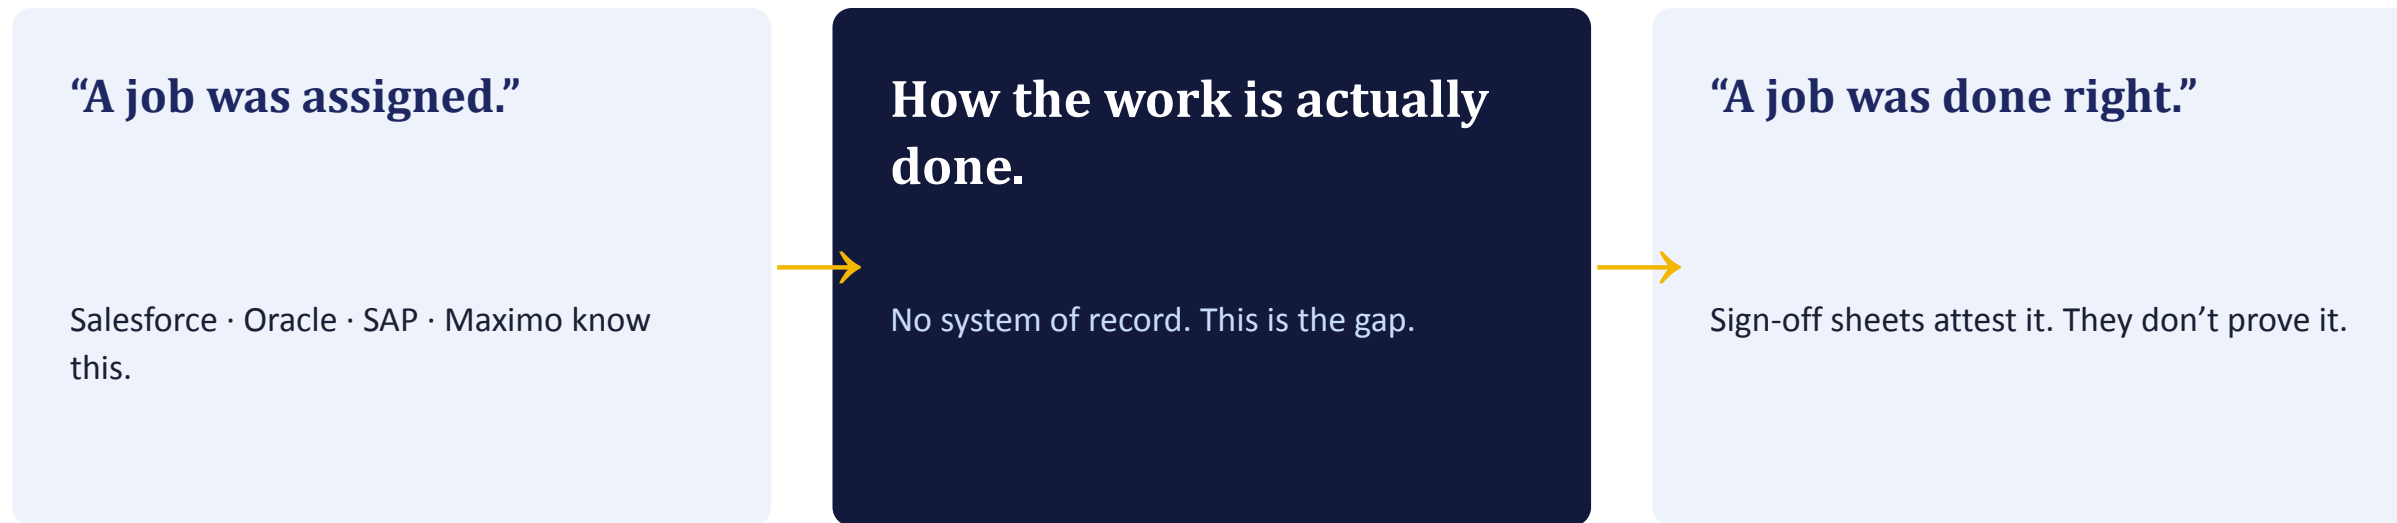 “A job was assigned.”
Salesforce · Oracle · SAP · Maximo know
this.
How the work is actually
done.
No system of record. This is the gap.
“A job was done right.”
Sign-off sheets attest it. They don’t prove it.